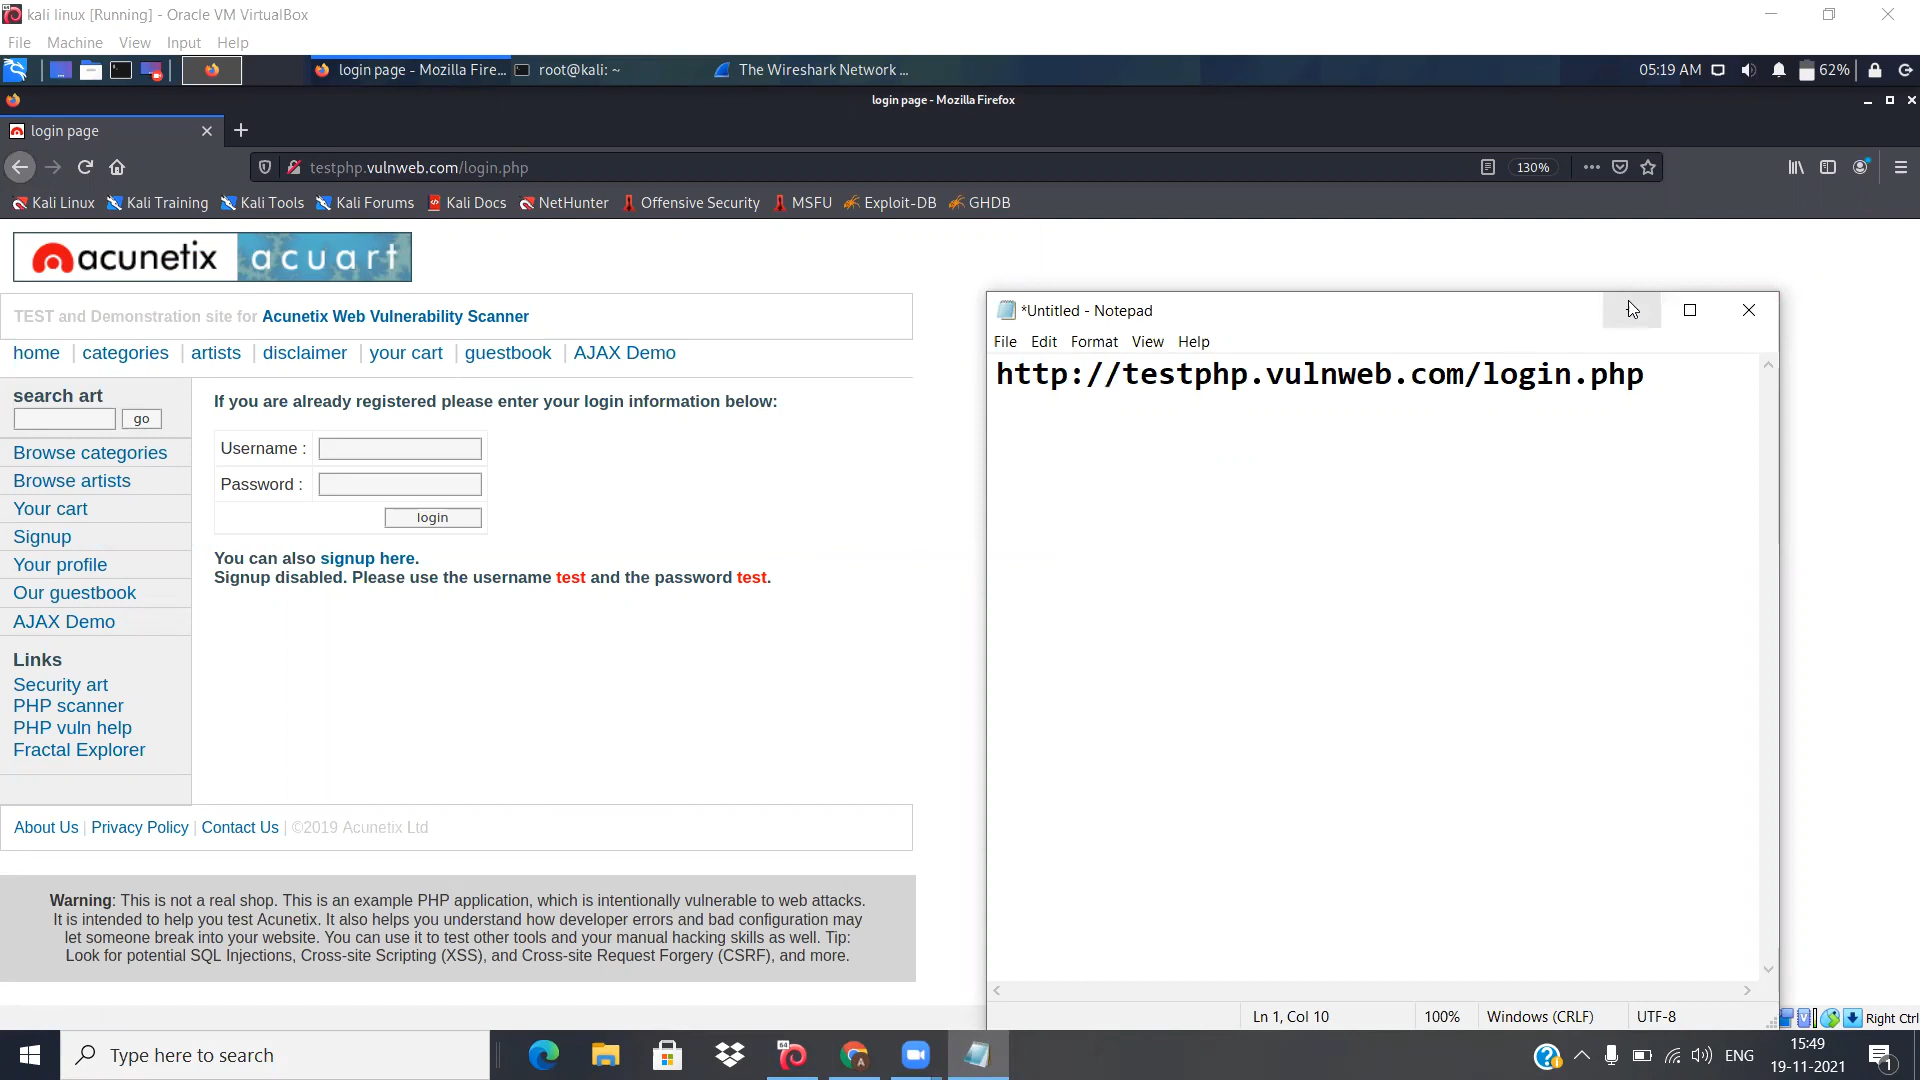 kali linux [Running] - Oracle VM VirtualBox
File Machine View Input Help
login page - Mozilla Fire... root@kali: ~ The Wireshark Network ... 05:19 AM 62%
login page - Mozilla Firefox
login page
testphp.vulnweb.com/login.php 130%
Kali Linux Kali Training Kali Tools Kali Forums Kali Docs NetHunter Offensive Security MSFU Exploit-DB GHDB
acunetix acuart
TEST and Demonstration site for Acunetix Web Vulnerability Scanner
home | categories | artists | disclaimer | your cart | guestbook | AJAX Demo
search art
go
Browse categories
Browse artists
Your cart
Signup
Your profile
Our guestbook
AJAX Demo
Links
Security art
PHP scanner
PHP vuln help
Fractal Explorer
If you are already registered please enter your login information below:
Username :
Password :
login
You can also signup here.
Signup disabled. Please use the username test and the password test.
About Us | Privacy Policy | Contact Us | ©2019 Acunetix Ltd
Warning: This is not a real shop. This is an example PHP application, which is intentionally vulnerable to web attacks.
It is intended to help you test Acunetix. It also helps you understand how developer errors and bad configuration may
let someone break into your website. You can use it to test other tools and your manual hacking skills as well. Tip:
Look for potential SQL Injections, Cross-site Scripting (XSS), and Cross-site Request Forgery (CSRF), and more.
*Untitled - Notepad
File Edit Format View Help
http://testphp.vulnweb.com/login.php
Ln 1, Col 10 100% Windows (CRLF) UTF-8
Right Ctrl
Type here to search
64
A
ENG
15:49
19-11-2021
1